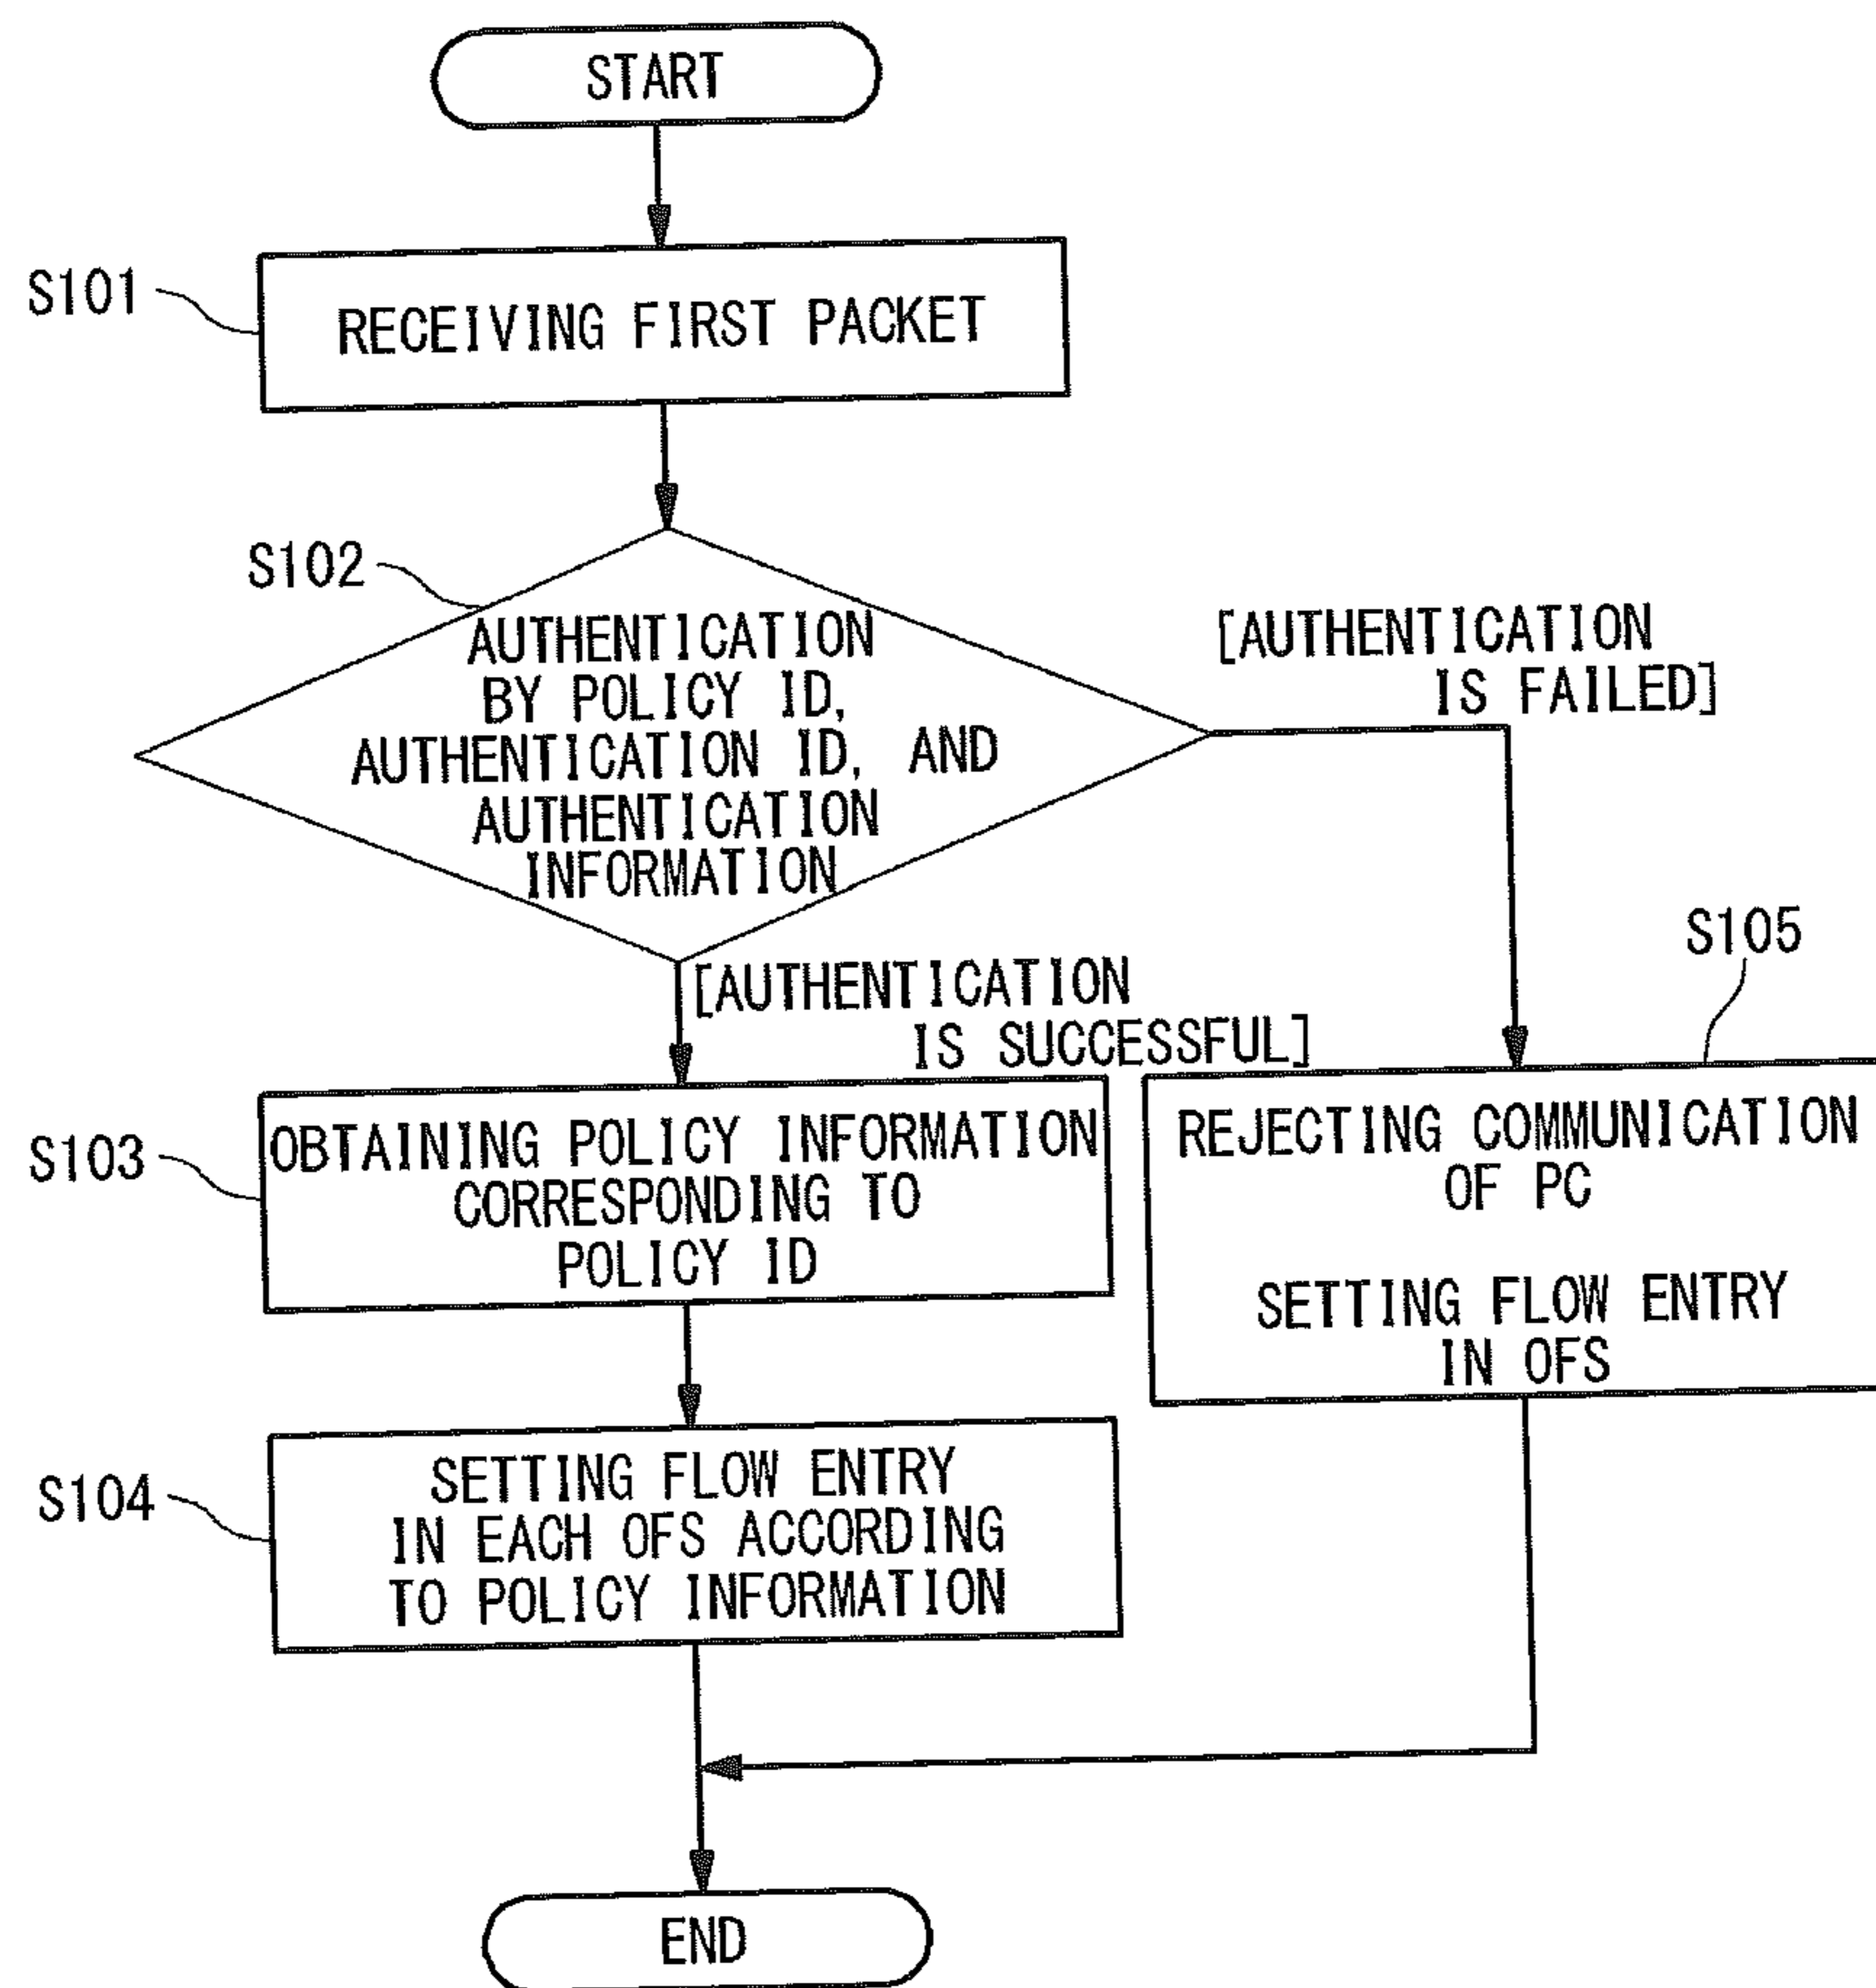 START
S101
RECEIVING FIRST PACKET
S102
AUTHENTICATION
BY POLICY ID,
AUTHENTICATION ID, AND
AUTHENTICATION
INFORMATION
[AUTHENTICATION
IS FAILED]
[AUTHENTICATION
IS SUCCESSFUL]
S103
OBTAINING POLICY INFORMATION
CORRESPONDING TO
POLICY ID
S105
REJECTING COMMUNICATION
OF PC
SETTING FLOW ENTRY
IN OFS
S104
SETTING FLOW ENTRY
IN EACH OFS ACCORDING
TO POLICY INFORMATION
END